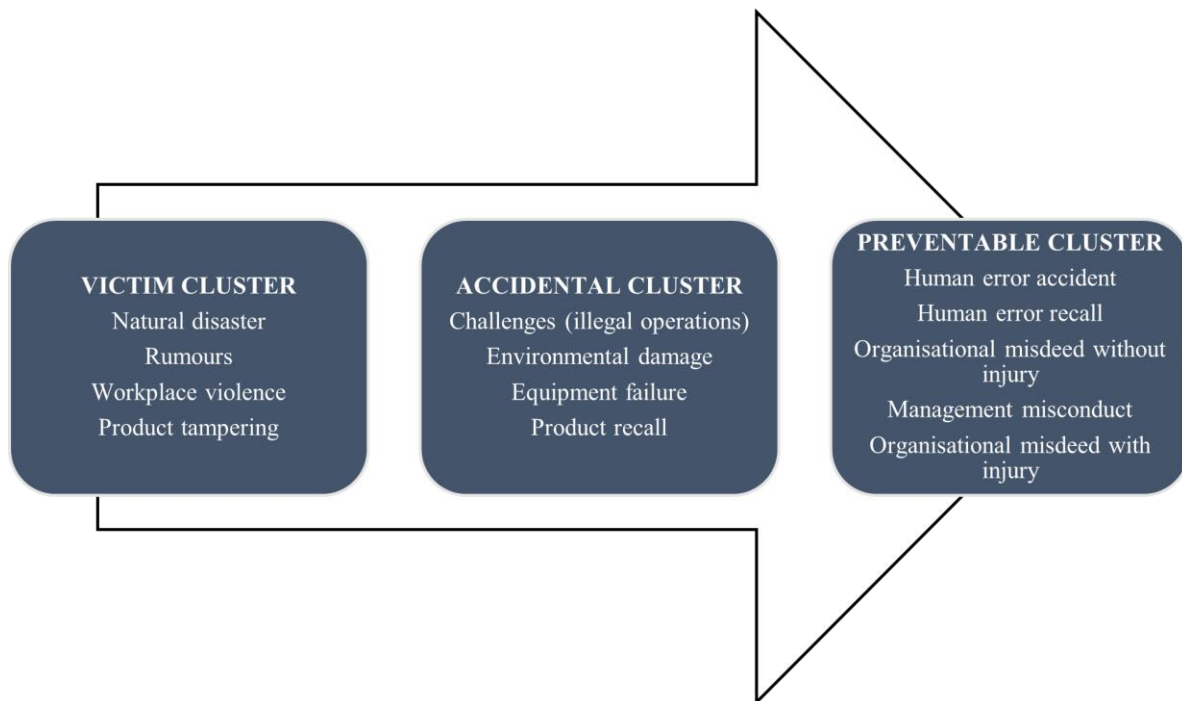 VICTIM CLUSTER
Natural disaster
Rumours
Workplace violence
Product tampering
ACCIDENTAL CLUSTER
Challenges (illegal operations)
Environmental damage
Equipment failure
Product recall
PREVENTABLE CLUSTER
Human error accident
Human error recall
Organisational misdeed without
injury
Management misconduct
Organisational misdeed with
injury